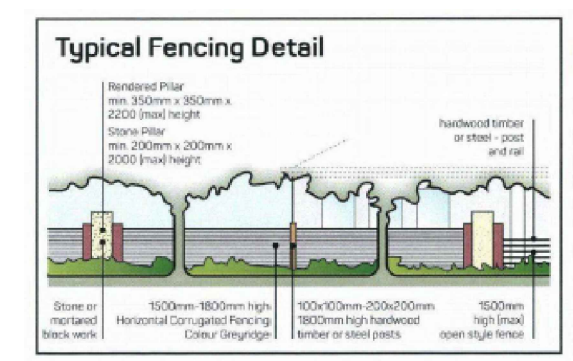 Typical Fencing Detail
Rendered Pillar
min. 350mm x 350mm x
2200 (max) height
Stone Pillar
min. 200mm x 200mm x
2000 (max) height
hardwood timber
or steel - post
and rail
Stone or
mortared
block work
1500mm-1800mm high
Horizontal Corrugated Fencing
Colour Greyridge
100x100mm-200x200mm
1800mm high hardwood
timber or steel posts
1500mm
high (max)
open style fence